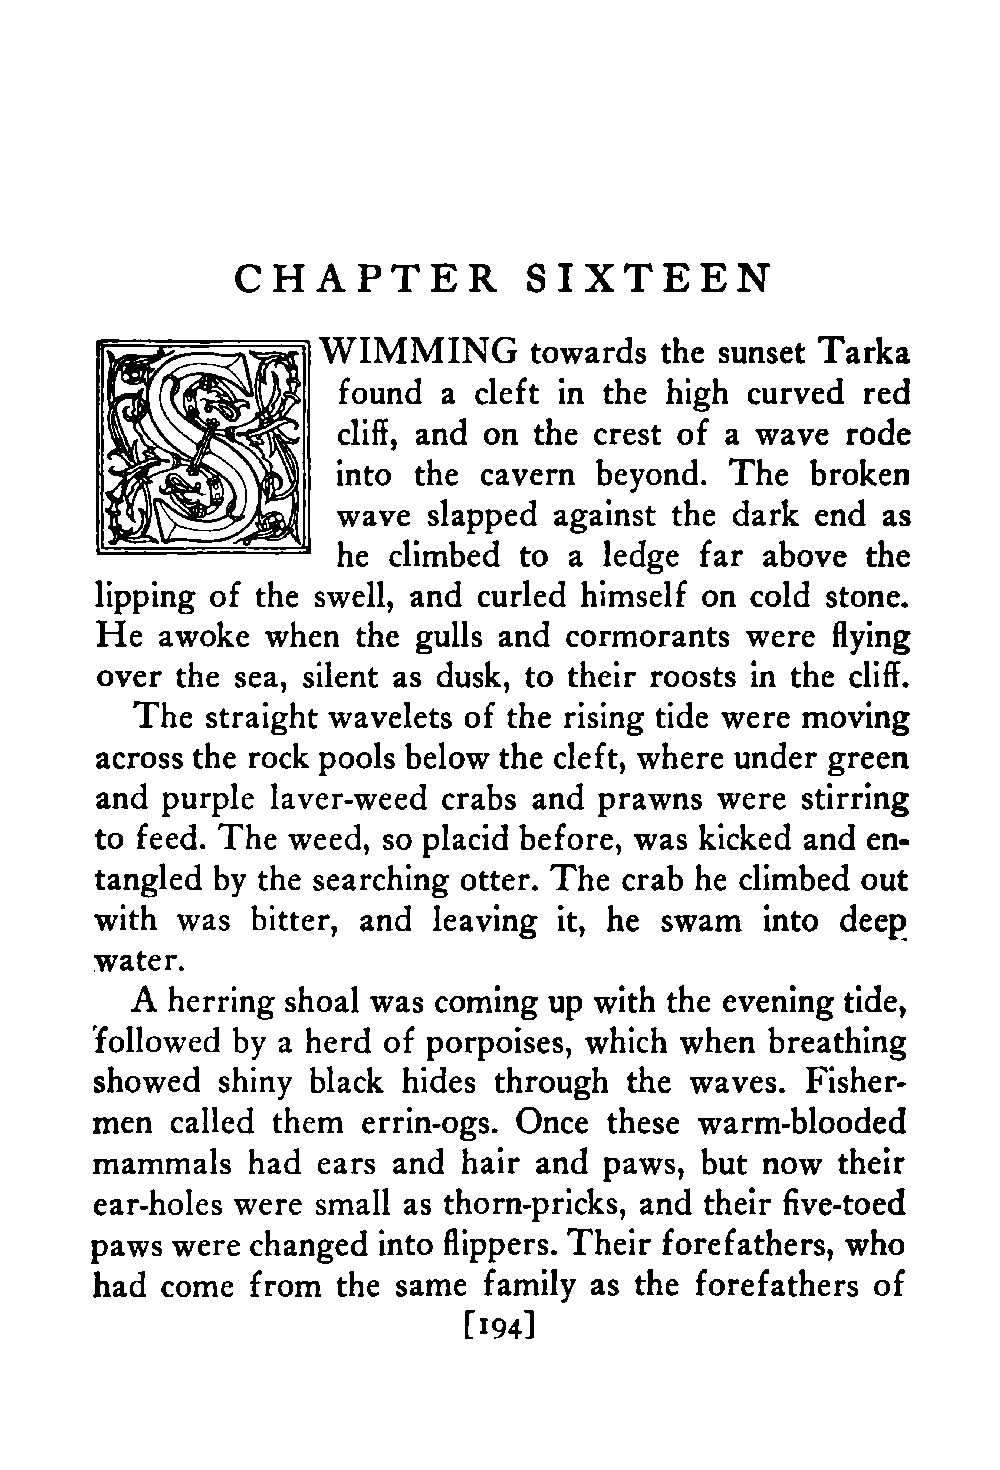 CHAPTER SIXTEEN
SWIMMING towards the sunset Tarka
found a cleft in the high curved red
cliff, and on the crest of a wave rode
into the cavern beyond. The broken
wave slapped against the dark end as
he climbed to a ledge far above the
lipping of the swell, and curled himself on cold stone.
He awoke when the gulls and cormorants were flying
over the sea, silent as dusk, to their roosts in the cliff.
The straight wavelets of the rising tide were moving
across the rock pools below the cleft, where under green
and purple laver-weed crabs and prawns were stirring
to feed. The weed, so placid before, was kicked and en-
tangled by the searching otter. The crab he climbed out
with was bitter, and leaving it, he swam into deep
water.
A herring shoal was coming up with the evening tide,
followed by a herd of porpoises, which when breathing
showed shiny black hides through the waves. Fisher-
men called them errin-ogs. Once these warm-blooded
mammals had ears and hair and paws, but now their
ear-holes were small as thorn-pricks, and their five-toed
paws were changed into flippers. Their forefathers, who
had come from the same family as the forefathers of
[194]